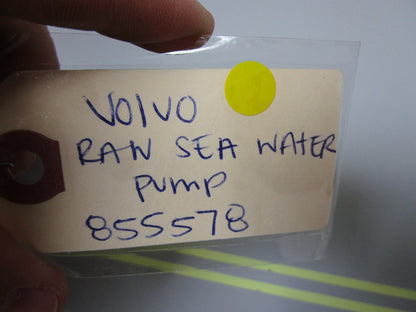 VOLVO
RAW SEA WATER
PUMP
855578